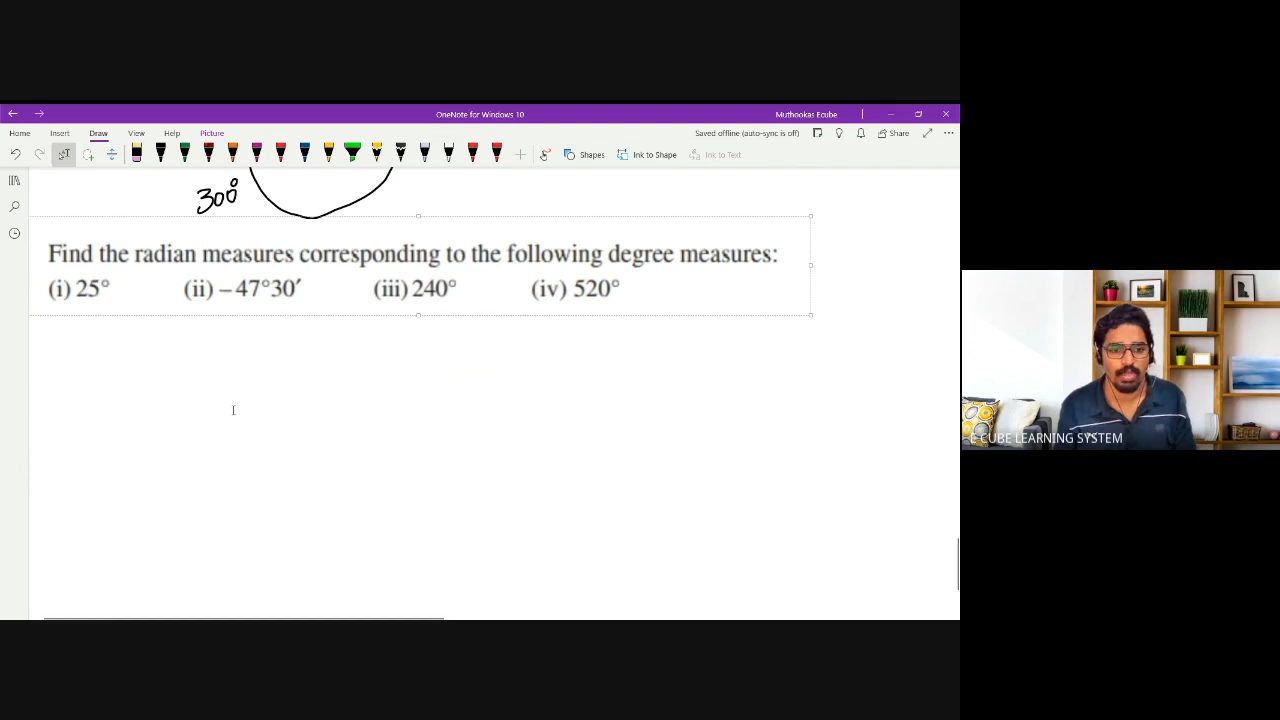 OneNote for Windows 10
Muthookas Ecube
Home Insert Draw View Help Picture
Saved offline (auto-sync is off)
Share
Shapes
Ink to Shape
Ink to Text
300°
Find the radian measures corresponding to the following degree measures:
(i) 25° (ii) – 47°30′ (iii) 240° (iv) 520°
E CUBE LEARNING SYSTEM